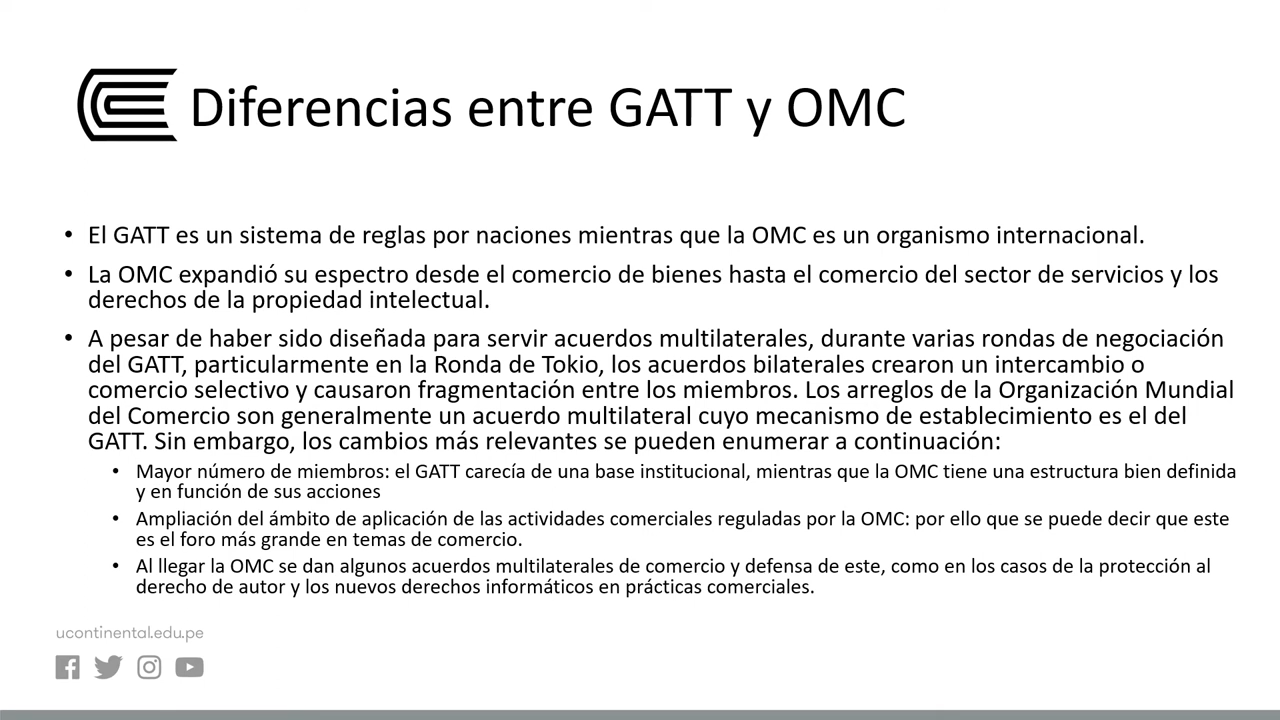 Diferencias entre GATT y OMC
• El GATT es un sistema de reglas por naciones mientras que la OMC es un organismo internacional.
• La OMC expandió su espectro desde el comercio de bienes hasta el comercio del sector de servicios y los
derechos de la propiedad intelectual.
• A pesar de haber sido diseñada para servir acuerdos multilaterales, durante varias rondas de negociación
del GATT, particularmente en la Ronda de Tokio, los acuerdos bilaterales crearon un intercambio o
comercio selectivo y causaron fragmentación entre los miembros. Los arreglos de la Organización Mundial
del Comercio son generalmente un acuerdo multilateral cuyo mecanismo de establecimiento es el del
GATT. Sin embargo, los cambios más relevantes se pueden enumerar a continuación:
• Mayor número de miembros: el GATT carecía de una base institucional, mientras que la OMC tiene una estructura bien definida
y en función de sus acciones
• Ampliación del ámbito de aplicación de las actividades comerciales reguladas por la OMC: por ello que se puede decir que este
es el foro más grande en temas de comercio.
• Al llegar la OMC se dan algunos acuerdos multilaterales de comercio y defensa de este, como en los casos de la protección al
derecho de autor y los nuevos derechos informáticos en prácticas comerciales.
ucontinental.edu.pe